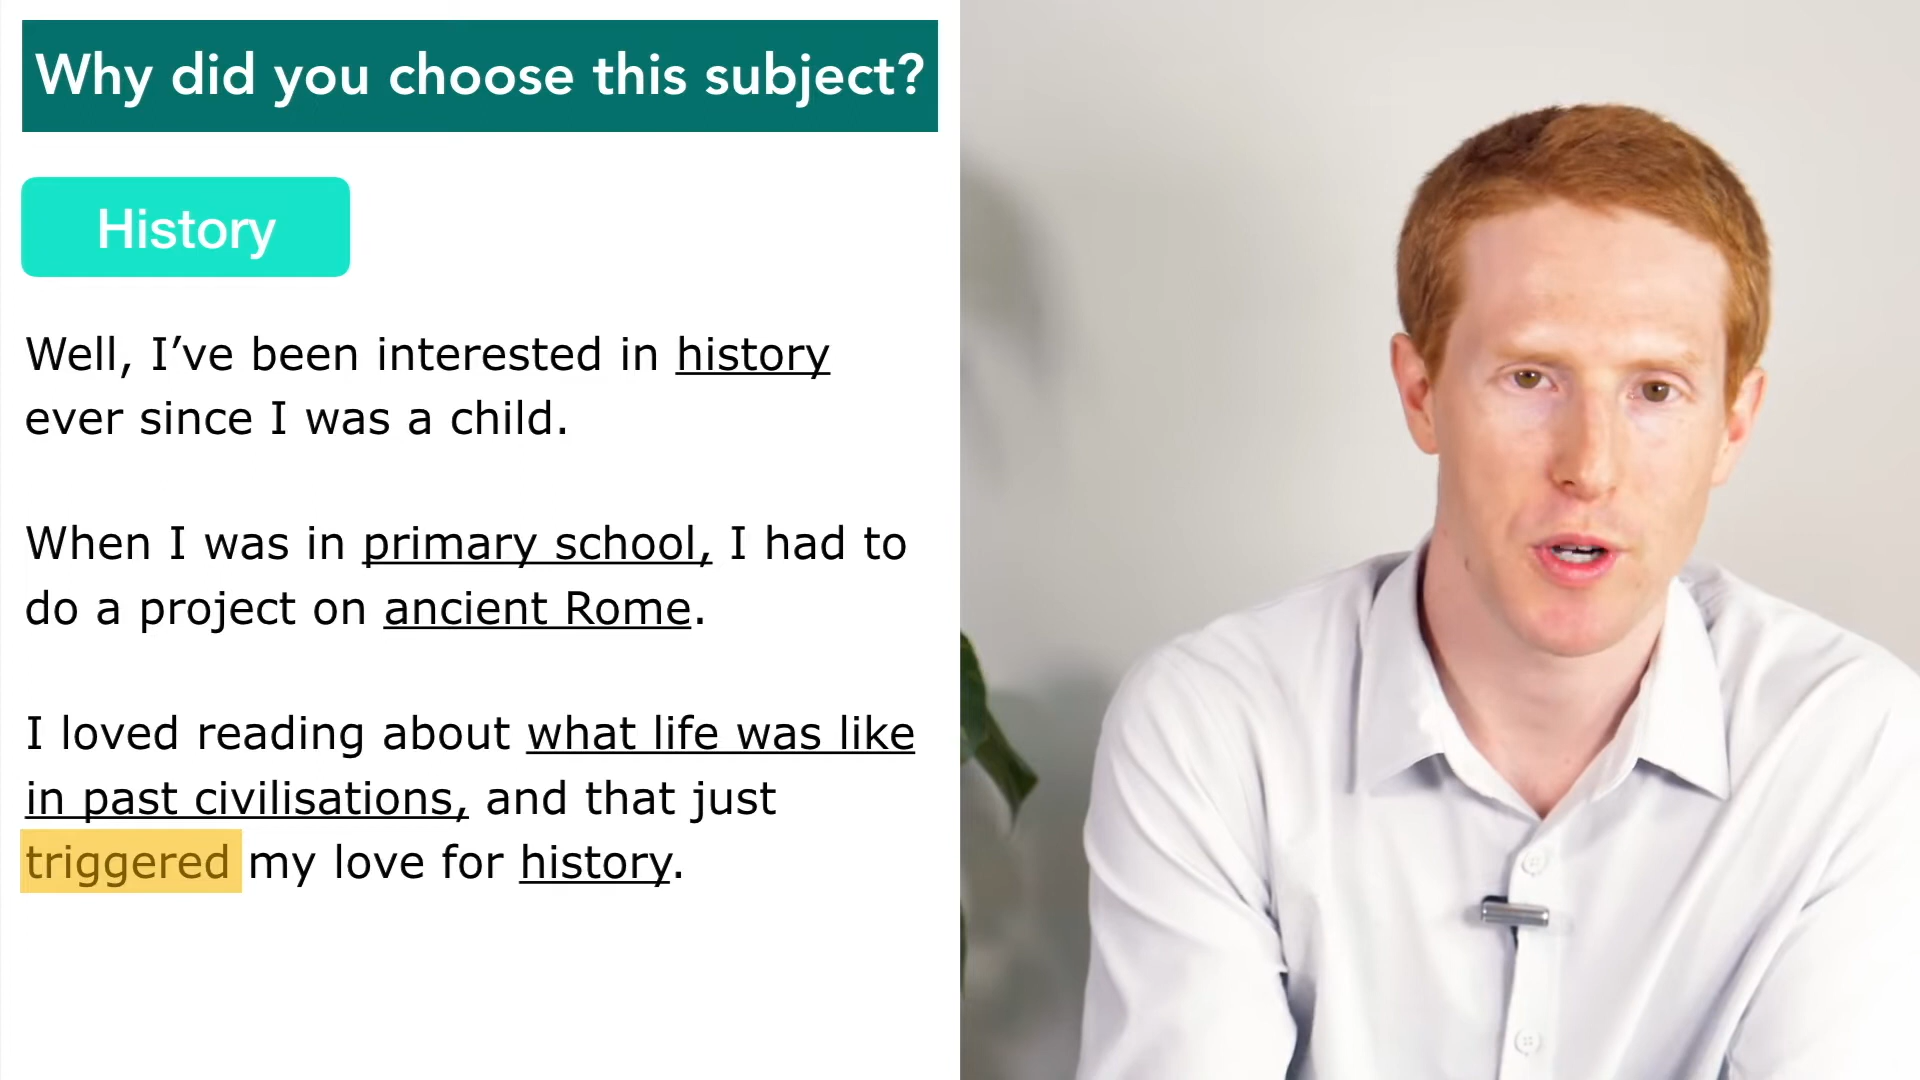 Why did you choose this subject?
History
Well, I’ve been interested in history
ever since I was a child.
When I was in primary school, I had to
do a project on ancient Rome.
I loved reading about what life was like
in past civilisations, and that just
triggered my love for history.